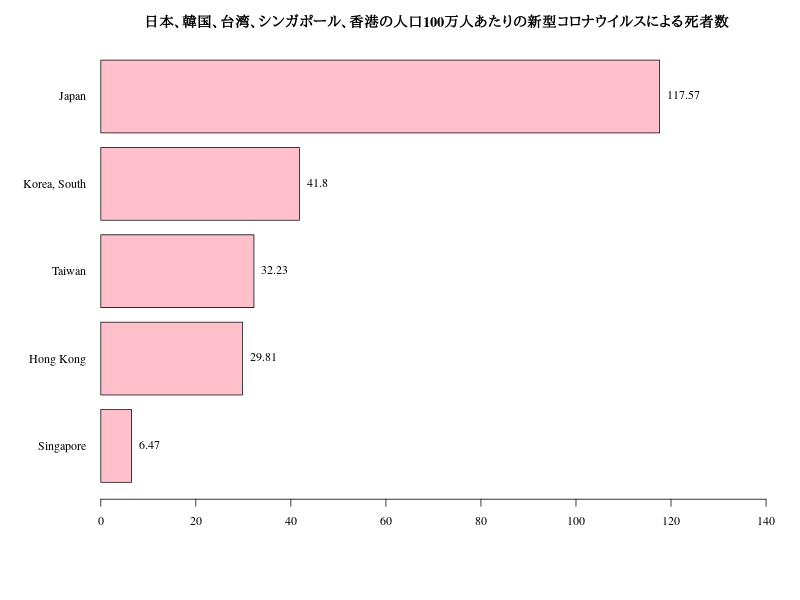 日本、韓国、台湾、シンガポール、香港の人口100万人あたりの新型コロナウイルスによる死者数
Japan 117.57
Korea, South 41.8
Taiwan 32.23
Hong Kong 29.81
Singapore 6.47
0 20 40 60 80 100 120 140